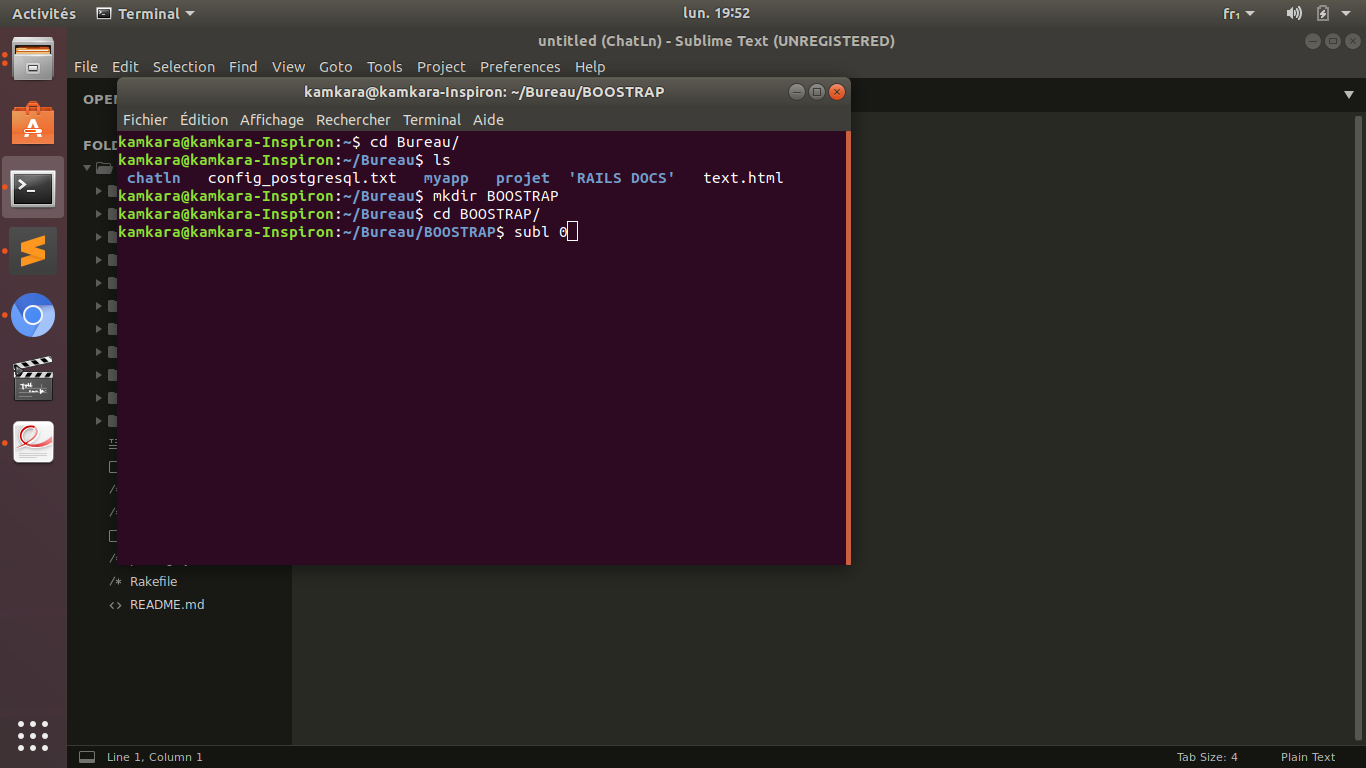 Activités Terminal lun. 19:52 fr₁
untitled (ChatLn) - Sublime Text (UNREGISTERED)
File Edit Selection Find View Goto Tools Project Preferences Help
kamkara@kamkara-Inspiron: ~/Bureau/BOOSTRAP
OPEN
Fichier Édition Affichage Rechercher Terminal Aide
FOLD
kamkara@kamkara-Inspiron:~$ cd Bureau/
kamkara@kamkara-Inspiron:~/Bureau$ ls
chatln config_postgresql.txt myapp projet 'RAILS DOCS' text.html
kamkara@kamkara-Inspiron:~/Bureau$ mkdir BOOSTRAP
kamkara@kamkara-Inspiron:~/Bureau$ cd BOOSTRAP/
kamkara@kamkara-Inspiron:~/Bureau/BOOSTRAP$ subl 0
/* Rakefile
<> README.md
Line 1, Column 1 Tab Size: 4 Plain Text